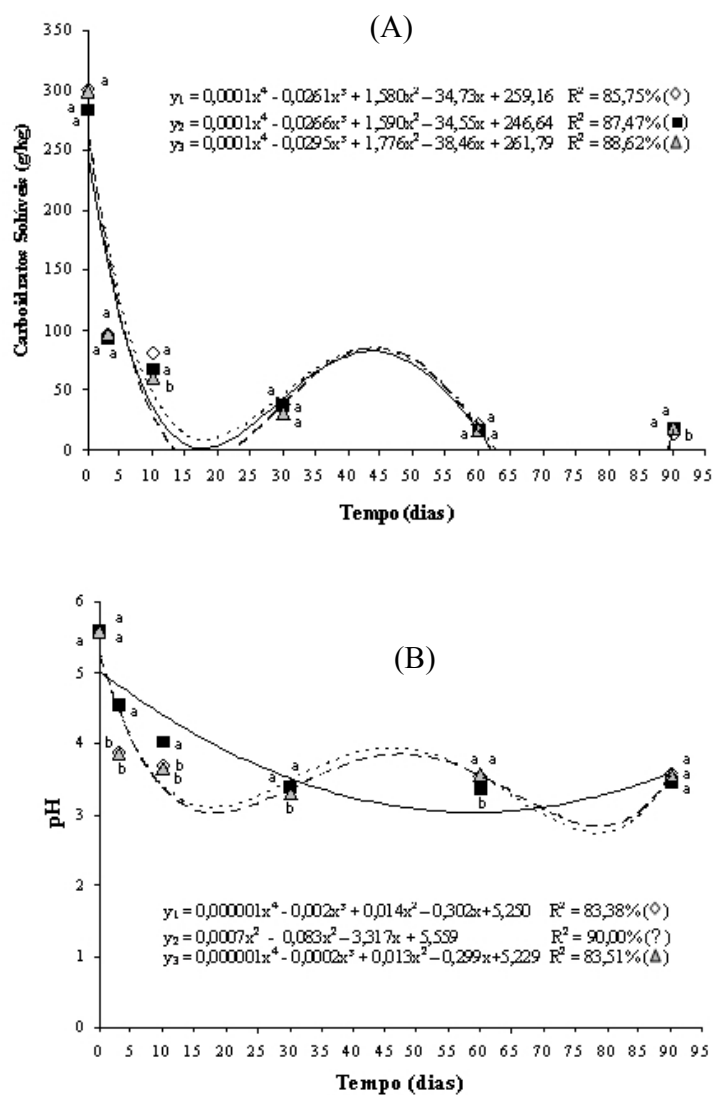 (A)
Carboidratos Solúveis (g/kg)
350
300
250
200
150
100
50
0
y₁ = 0,0001x⁴ - 0,0261x³ + 1,580x² – 34,73x + 259,16 R² = 85,75% (◇)
y₂ = 0,0001x⁴ - 0,0266x³ + 1,590x² – 34,55x + 246,64 R² = 87,47% (■)
y₃ = 0,0001x⁴ - 0,0295x³ + 1,776x² – 38,46x + 261,79 R² = 88,62% (▲)
a
a
a
a
a a
a
a
b
a
a
a
a
a a
a
a
b
0 5 10 15 20 25 30 35 40 45 50 55 60 65 70 75 80 85 90 95
Tempo (dias)
(B)
pH
6
5
4
3
2
1
0
a
a a
a
b
b
a
b
b
a
a
b
a
a
b
a
a
a
y₁ = 0,000001x⁴ - 0,002x³ + 0,014x² – 0,302x+5,250 R² = 83,38% (◇)
y₂ = 0,0007x² - 0,083x² – 3,317x + 5,559 R² = 90,00% (?)
y₃ = 0,000001x⁴ - 0,0002x³ + 0,013x² – 0,299x+5,229 R² = 83,51% (▲)
0 5 10 15 20 25 30 35 40 45 50 55 60 65 70 75 80 85 90 95
Tempo (dias)